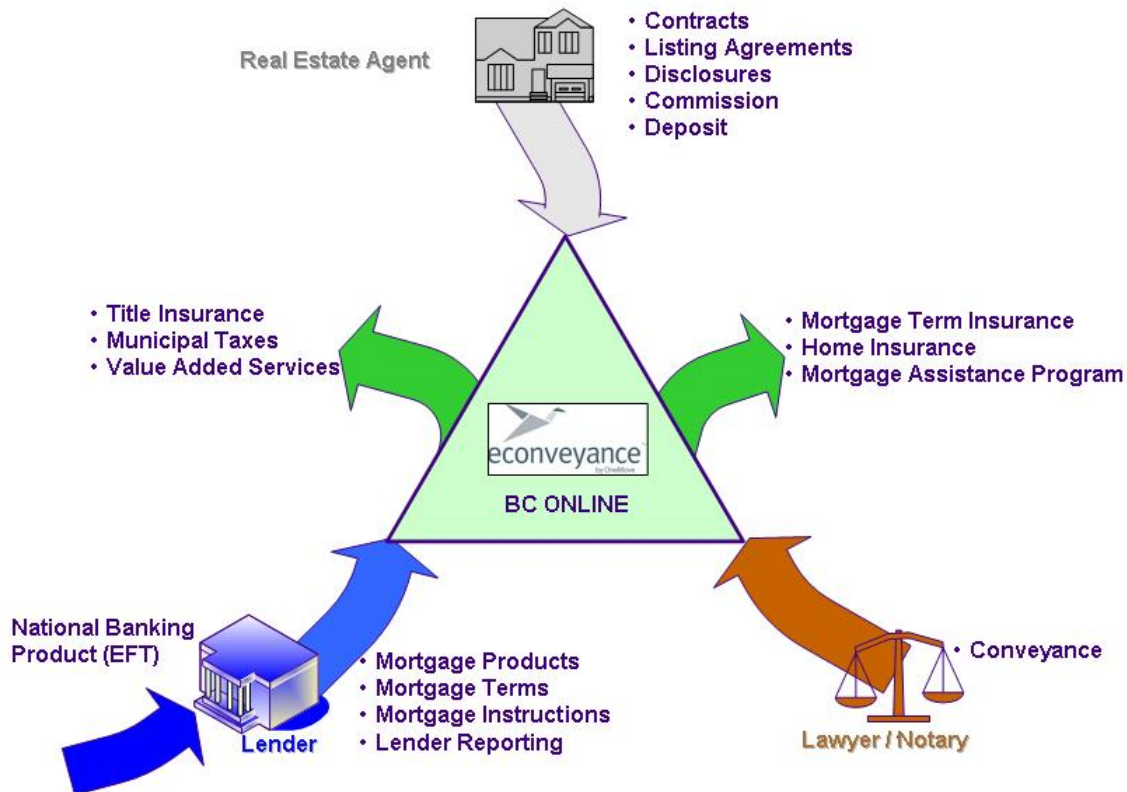 Real Estate Agent
• Contracts
• Listing Agreements
• Disclosures
• Commission
• Deposit
• Title Insurance
• Municipal Taxes
• Value Added Services
• Mortgage Term Insurance
• Home Insurance
• Mortgage Assistance Program
econveyance™
by OneMove
BC ONLINE
National Banking
Product (EFT)
Lender
• Mortgage Products
• Mortgage Terms
• Mortgage Instructions
• Lender Reporting
• Conveyance
Lawyer / Notary